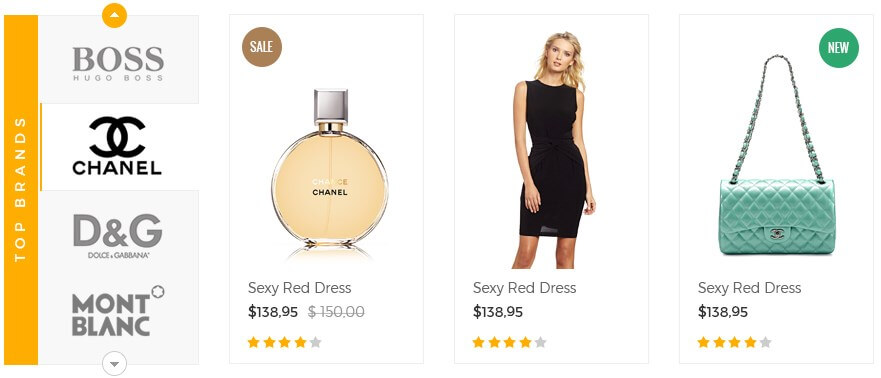 TOP BRANDS
BOSS
HUGO BOSS
CHANEL
D&G
DOLCE & GABBANA
MONT
BLANC
SALE
CHANCE
CHANEL
Sexy Red Dress
$138,95 $ 150,00
Sexy Red Dress
$138,95
NEW
Sexy Red Dress
$138,95